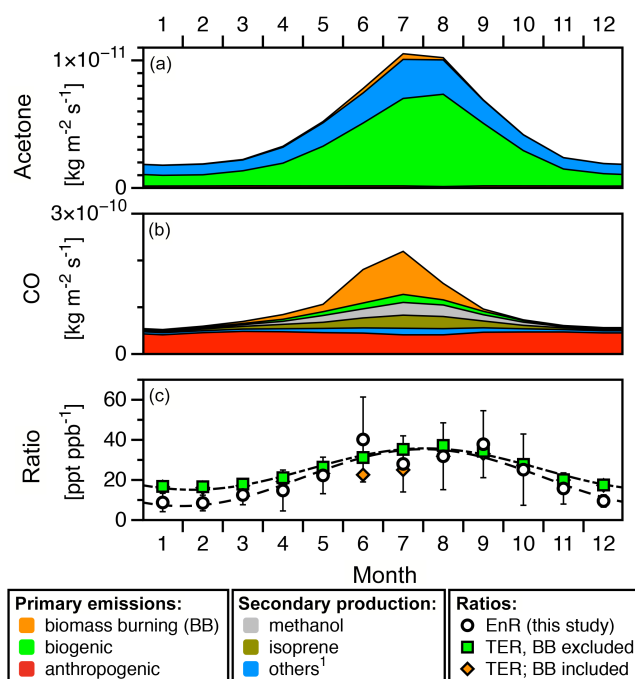 1 2 3 4 5 6 7 8 9 10 11 12
(a)
1×10⁻¹¹
0
Acetone
[kg m⁻² s⁻¹]
(b)
3×10⁻¹⁰
0
CO
[kg m⁻² s⁻¹]
(c)
60
40
20
0
Ratio
[ppt ppb⁻¹]
1 2 3 4 5 6 7 8 9 10 11 12
Month
Primary emissions:
biomass burning (BB)
biogenic
anthropogenic
Secondary production:
methanol
isoprene
others¹
Ratios:
EnR (this study)
TER, BB excluded
TER; BB included